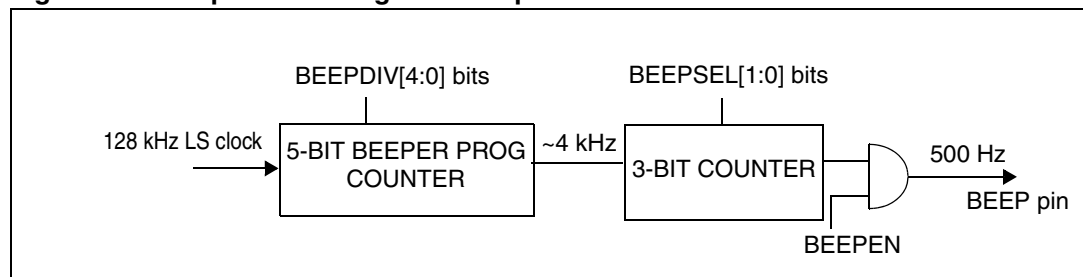 BEEPDIV[4:0] bits
BEEPSEL[1:0] bits
128 kHz LS clock
5-BIT BEEPER PROG
COUNTER
~4 kHz
3-BIT COUNTER
500 Hz
BEEP pin
BEEPEN